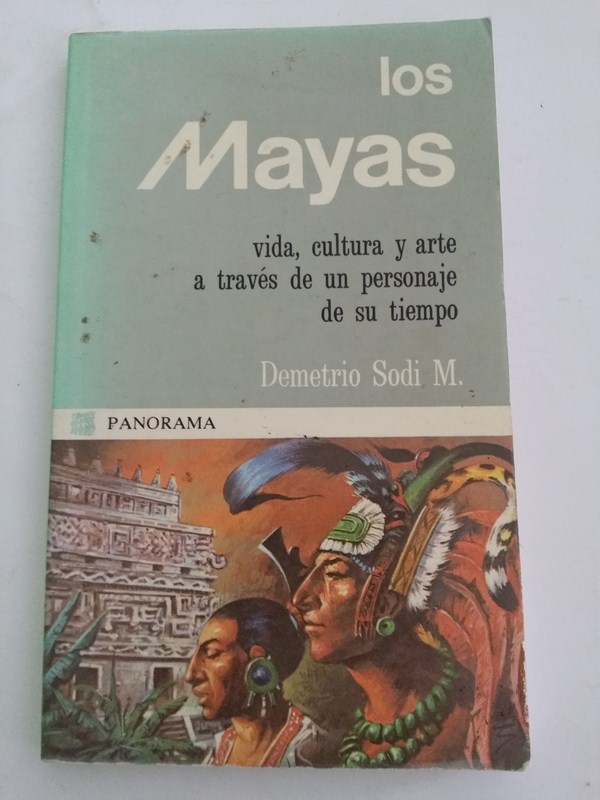 los
Mayas
vida, cultura y arte
a través de un personaje
de su tiempo
Demetrio Sodi M.
PANORAMA